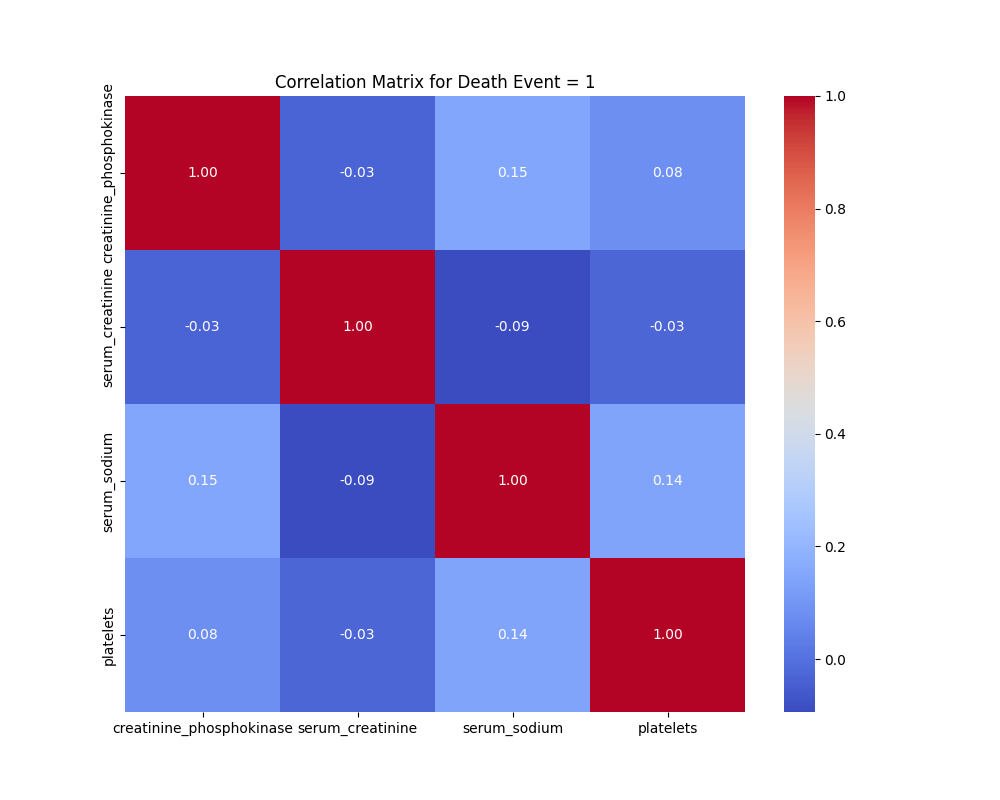 Correlation Matrix for Death Event = 1
creatinine_phosphokinase
1.00
-0.03
0.15
0.08
serum_creatinine
-0.03
1.00
-0.09
-0.03
serum_sodium
0.15
-0.09
1.00
0.14
platelets
0.08
-0.03
0.14
1.00
creatinine_phosphokinase
serum_creatinine
serum_sodium
platelets
1.0
0.8
0.6
0.4
0.2
0.0